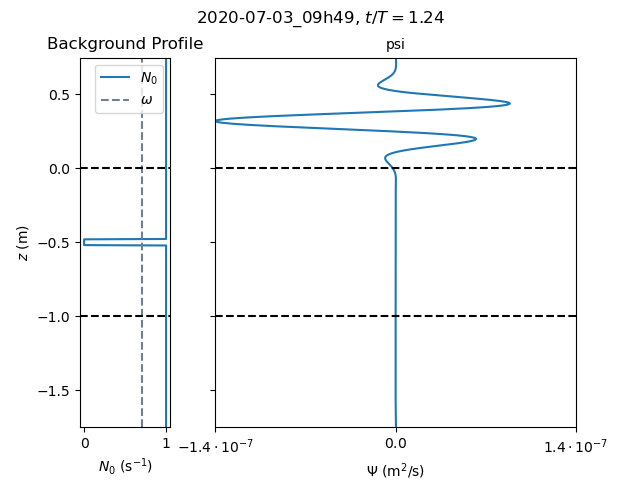 2020-07-03_09h49, t/T = 1.24
Background Profile
psi
N₀
ω
0.5
0.0
−0.5
−1.0
−1.5
z (m)
0 1
N₀ (s⁻¹)
−1.4 · 10⁻⁷ 0.0 1.4 · 10⁻⁷
Ψ (m²/s)